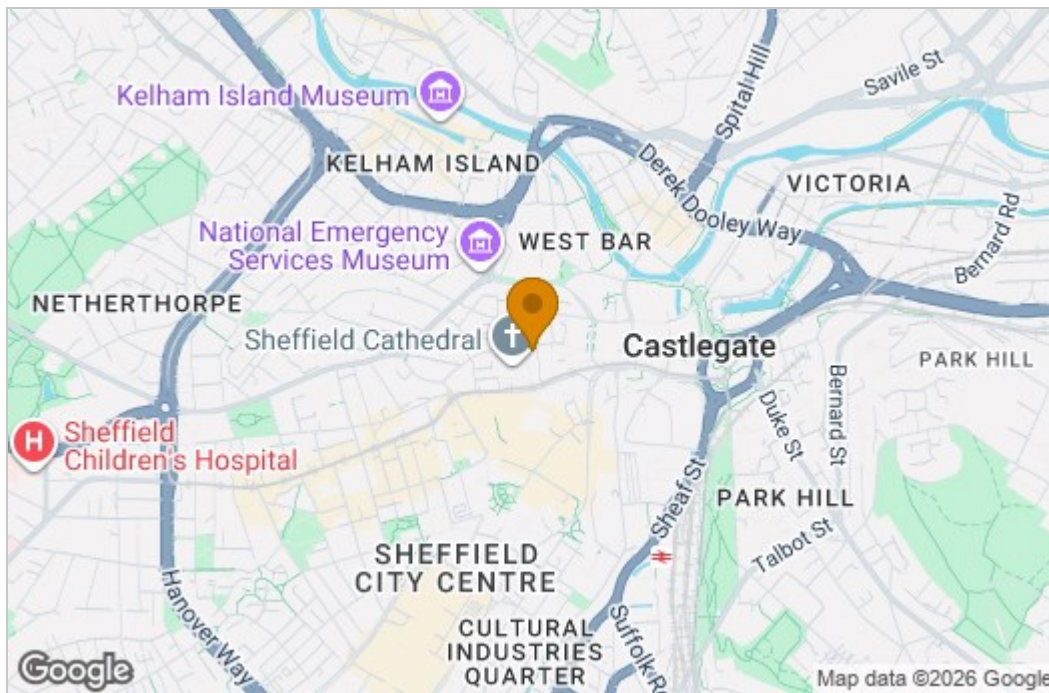 Kelham Island Museum
KELHAM ISLAND
Spital Hill
Savile St
Derek Dooley Way
VICTORIA
Bernard Rd
National Emergency
Services Museum
WEST BAR
NETHERTHORPE
Sheffield Cathedral
Castlegate
PARK HILL
Bernard St
Duke St
H
Sheffield
Children's Hospital
Sheaf St
PARK HILL
Talbot St
SHEFFIELD
CITY CENTRE
Hanover Way
CULTURAL
INDUSTRIES
QUARTER
Suffolk R
Google
Map data ©2026 Google